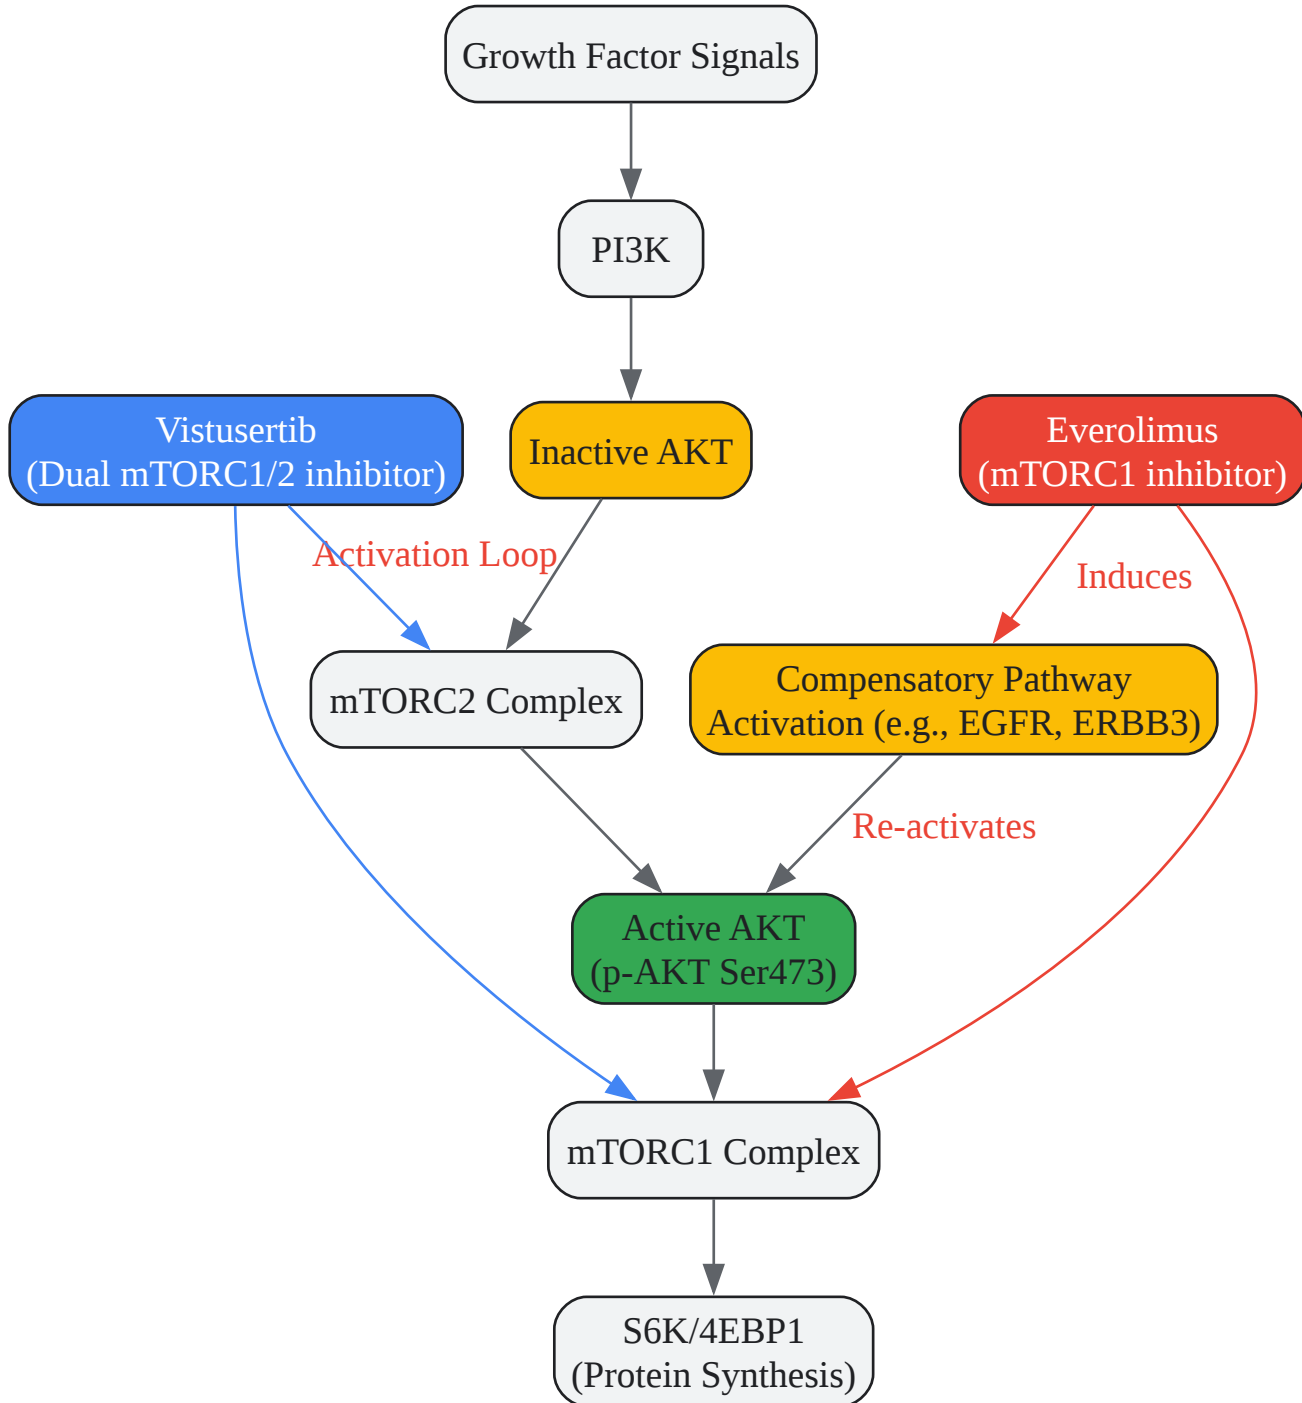 Growth Factor Signals
PI3K
Vistusertib
(Dual mTORC1/2 inhibitor)
Inactive AKT
Everolimus
(mTORC1 inhibitor)
Activation Loop
Induces
mTORC2 Complex
Compensatory Pathway
Activation (e.g., EGFR, ERBB3)
Re-activates
Active AKT
(p-AKT Ser473)
mTORC1 Complex
S6K/4EBP1
(Protein Synthesis)